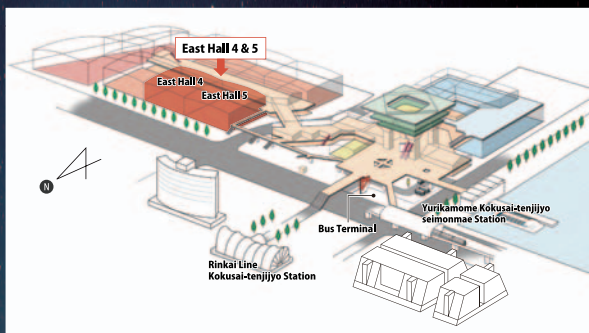 East Hall 4 & 5
East Hall 4
East Hall 5
N
Yurikamome Kokusai-tenjijyo
seimonmae Station
Bus Terminal
Rinkai Line
Kokusai-tenjijyo Station